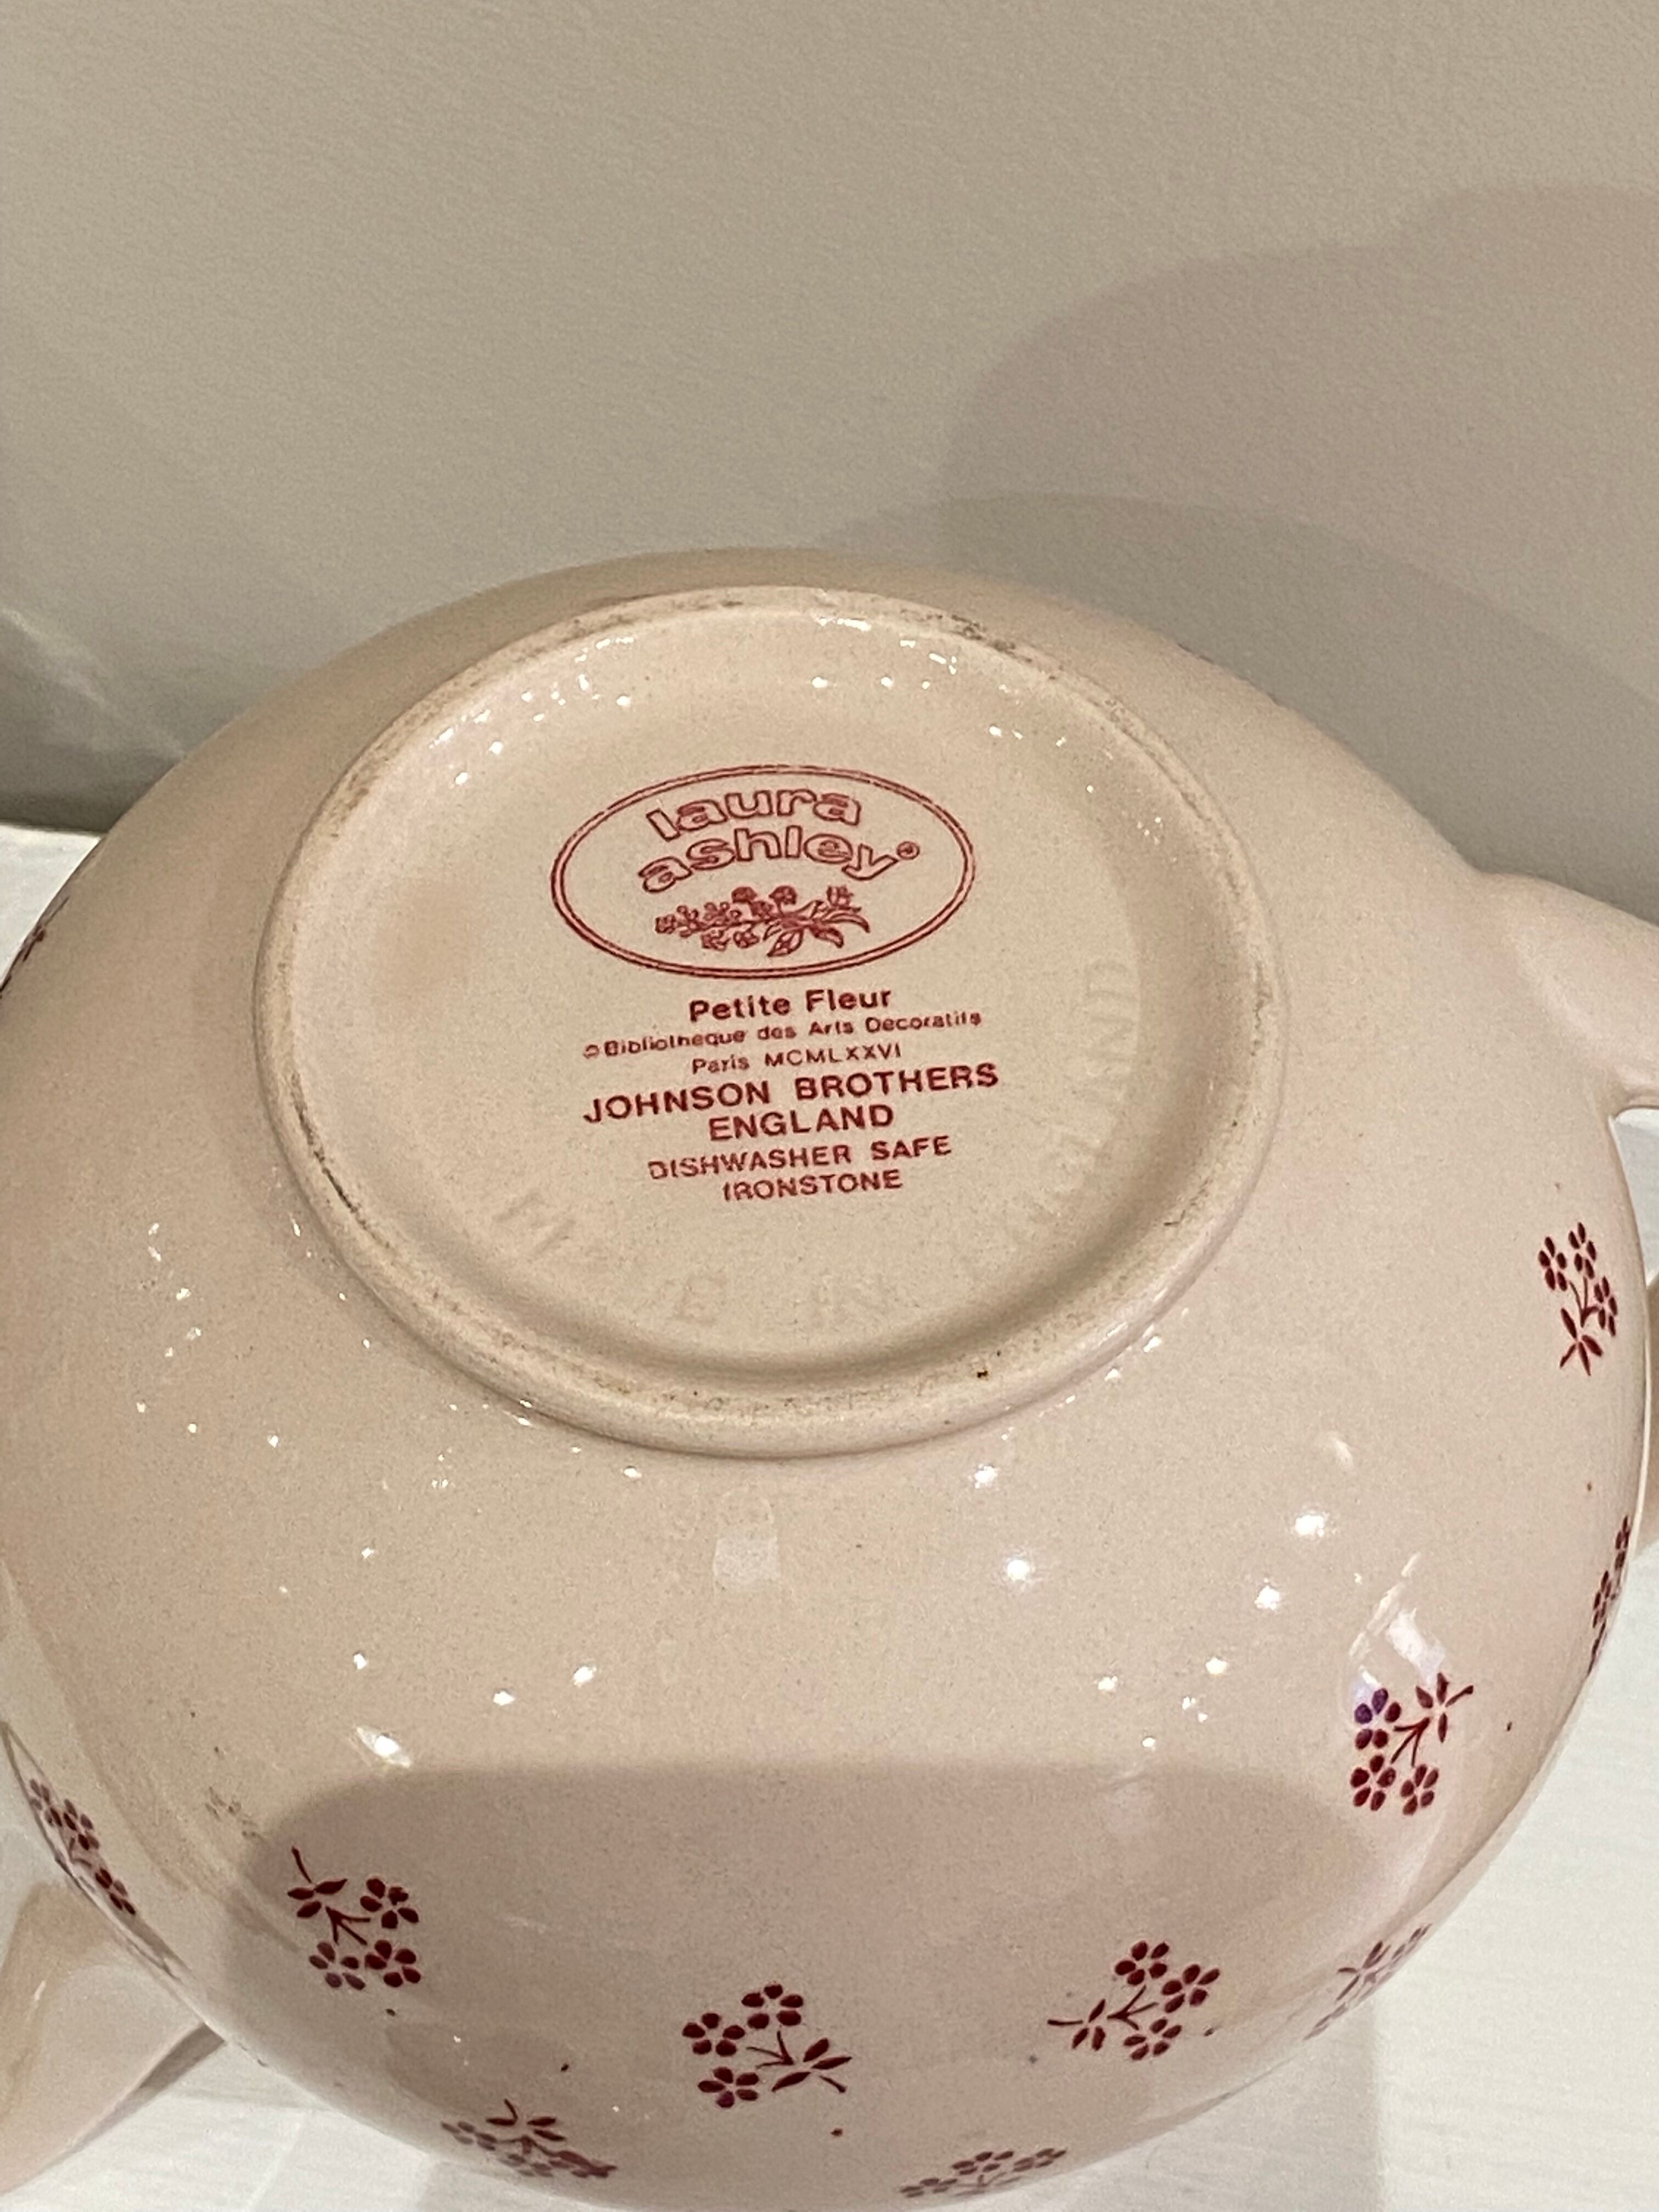 laura
ashley®
Petite Fleur
©Bibliotheque des Arts Decoratifs
Paris MCMLXXVI
JOHNSON BROTHERS
ENGLAND
DISHWASHER SAFE
IRONSTONE